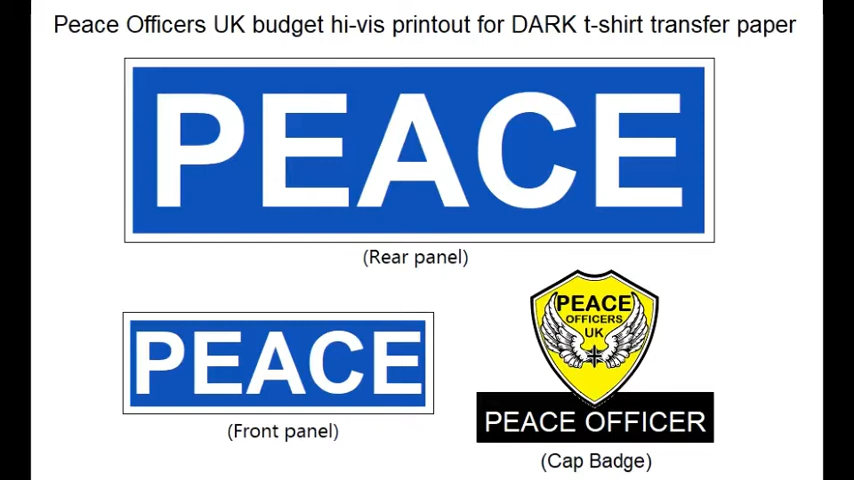 Peace Officers UK budget hi-vis printout for DARK t-shirt transfer paper
PEACE
(Rear panel)
PEACE
(Front panel)
PEACE
OFFICERS
UK
PEACE OFFICER
(Cap Badge)